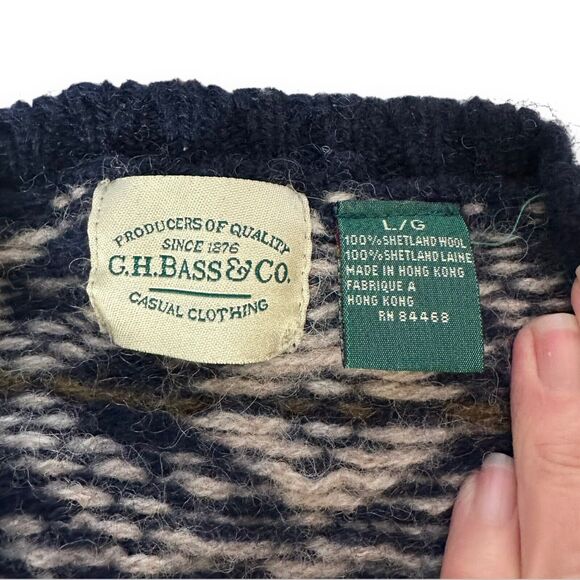 PRODUCERS OF QUALITY
SINCE 1876
G.H.BASS & CO.
CASUAL CLOTHING
L/G
100% SHETLAND WOOL
100% SHETLAND LAINE
MADE IN HONG KONG
FABRIQUE A
HONG KONG
RN 84468